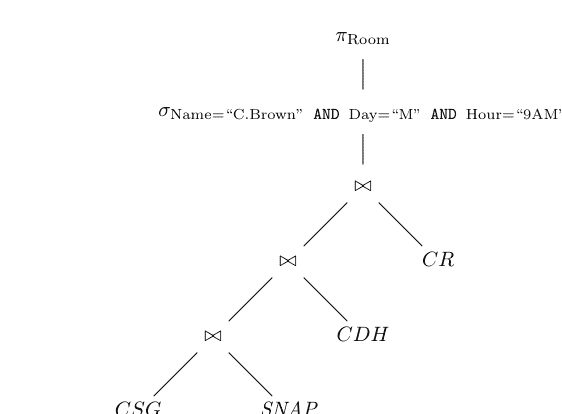 πRoom
σName=“C.Brown” AND Day=“M” AND Hour=“9AM”
⋈
⋈ CR
⋈ CDH
CSG SNAP